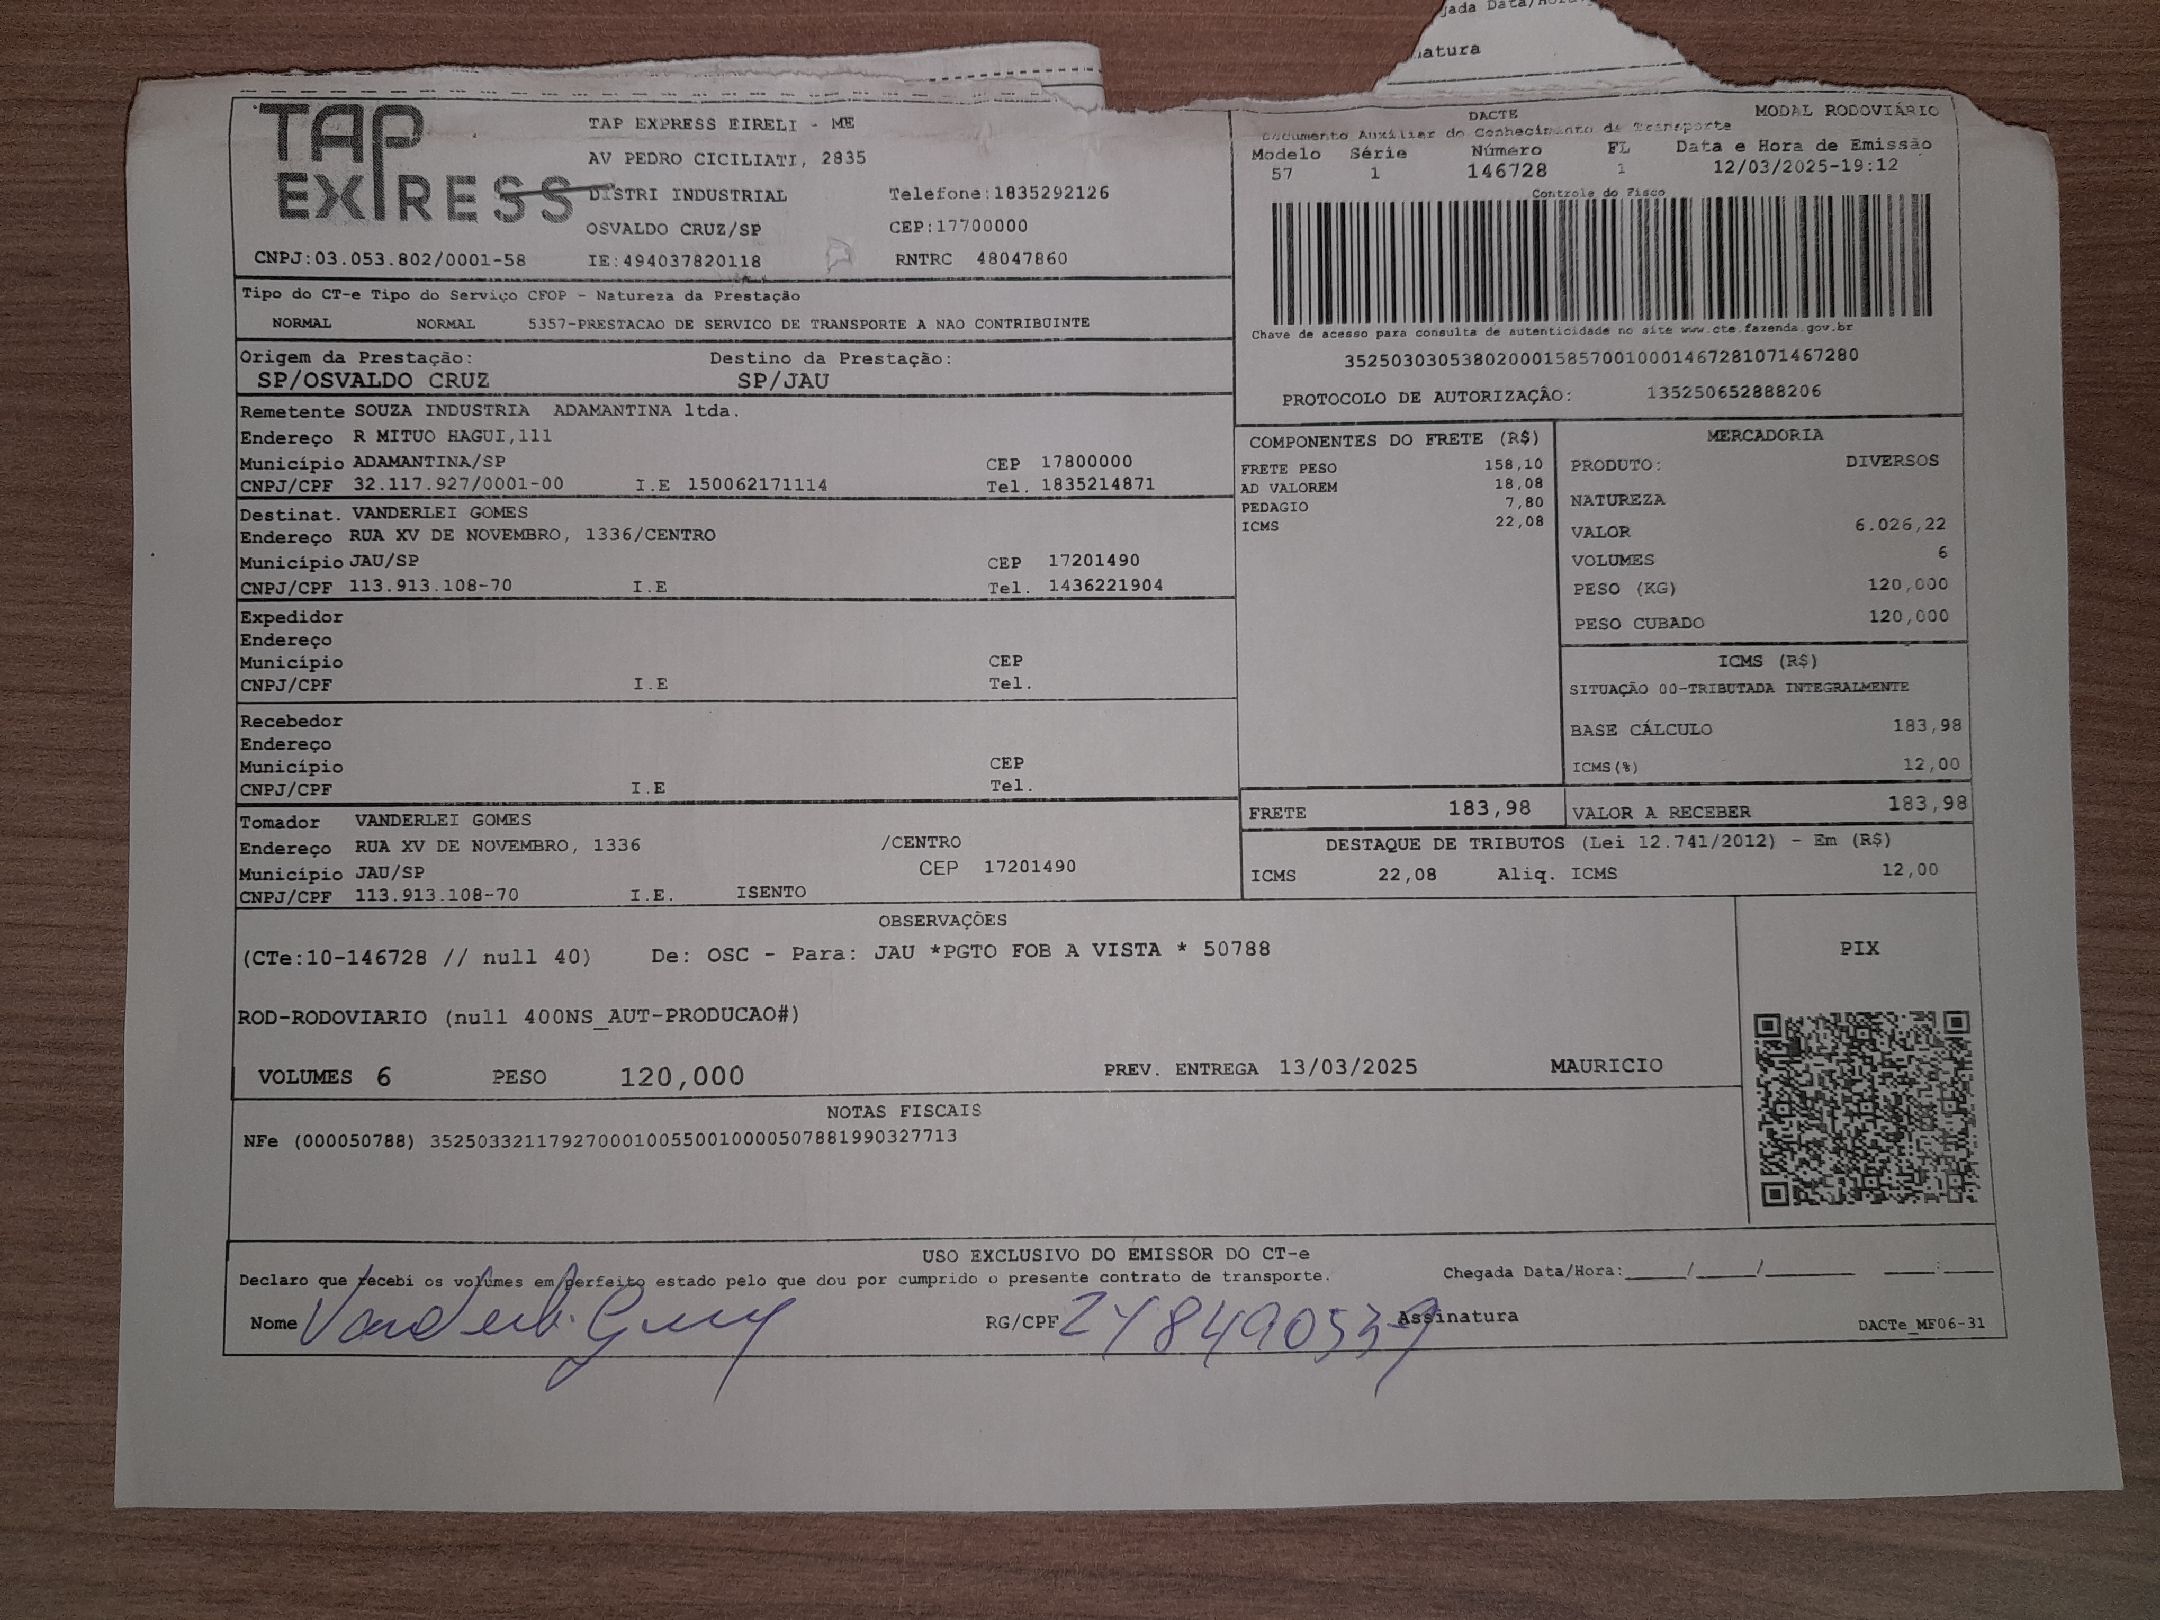 jada Data/Hora:
natura
TAP EXPRESS
TAP EXPRESS EIRELI - ME
AV PEDRO CICILIATI, 2835
DISTRI INDUSTRIAL Telefone:1835292126
OSVALDO CRUZ/SP CEP:17700000
CNPJ:03.053.802/0001-58 IE:494037820118 RNTRC 48047860
DACTE MODAL RODOVIÁRIO
Documento Auxiliar do Conhecimento de Transporte
Modelo Série Número FL Data e Hora de Emissão
57 1 146728 1 12/03/2025-19:12
Controle do Fisco
Chave de acesso para consulta de autenticidade no site www.cte.fazenda.gov.br
35250303053802000158570010001467281071467280
PROTOCOLO DE AUTORIZAÇÃO: 135250652888206
Tipo do CT-e Tipo do Serviço CFOP - Natureza da Prestação
NORMAL NORMAL 5357-PRESTACAO DE SERVICO DE TRANSPORTE A NAO CONTRIBUINTE
Origem da Prestação: Destino da Prestação:
SP/OSVALDO CRUZ SP/JAU
Remetente SOUZA INDUSTRIA ADAMANTINA ltda.
Endereço R MITUO HAGUI,111
Município ADAMANTINA/SP CEP 17800000
CNPJ/CPF 32.117.927/0001-00 I.E 150062171114 Tel. 1835214871
Destinat. VANDERLEI GOMES
Endereço RUA XV DE NOVEMBRO, 1336/CENTRO
Município JAU/SP CEP 17201490
CNPJ/CPF 113.913.108-70 I.E Tel. 1436221904
Expedidor
Endereço
Município CEP
CNPJ/CPF I.E Tel.
Recebedor
Endereço
Município CEP
CNPJ/CPF I.E Tel.
Tomador VANDERLEI GOMES
Endereço RUA XV DE NOVEMBRO, 1336 /CENTRO
Município JAU/SP CEP 17201490
CNPJ/CPF 113.913.108-70 I.E. ISENTO
COMPONENTES DO FRETE (R$)
FRETE PESO 158,10
AD VALOREM 18,08
PEDAGIO 7,80
ICMS 22,08
MERCADORIA
PRODUTO: DIVERSOS
NATUREZA
VALOR 6.026,22
VOLUMES 6
PESO (KG) 120,000
PESO CUBADO 120,000
ICMS (R$)
SITUAÇÃO 00-TRIBUTADA INTEGRALMENTE
BASE CÁLCULO 183,98
ICMS(%) 12,00
FRETE 183,98 VALOR A RECEBER 183,98
DESTAQUE DE TRIBUTOS (Lei 12.741/2012) - Em (R$)
ICMS 22,08 Aliq. ICMS 12,00
OBSERVAÇÕES
(CTe:10-146728 // null 40) De: OSC - Para: JAU *PGTO FOB A VISTA * 50788
ROD-RODOVIARIO (null 400NS_AUT-PRODUCAO#)
VOLUMES 6 PESO 120,000 PREV. ENTREGA 13/03/2025 MAURICIO
PIX
NOTAS FISCAIS
NFe (000050788) 35250332117927000100550010000507881990327713
USO EXCLUSIVO DO EMISSOR DO CT-e
Declaro que recebi os volumes em perfeito estado pelo que dou por cumprido o presente contrato de transporte. Chegada Data/Hora:____/____/______ ____:____
Nome Vanderlei Gomes RG/CPF Assinatura DACTe_MF06-31